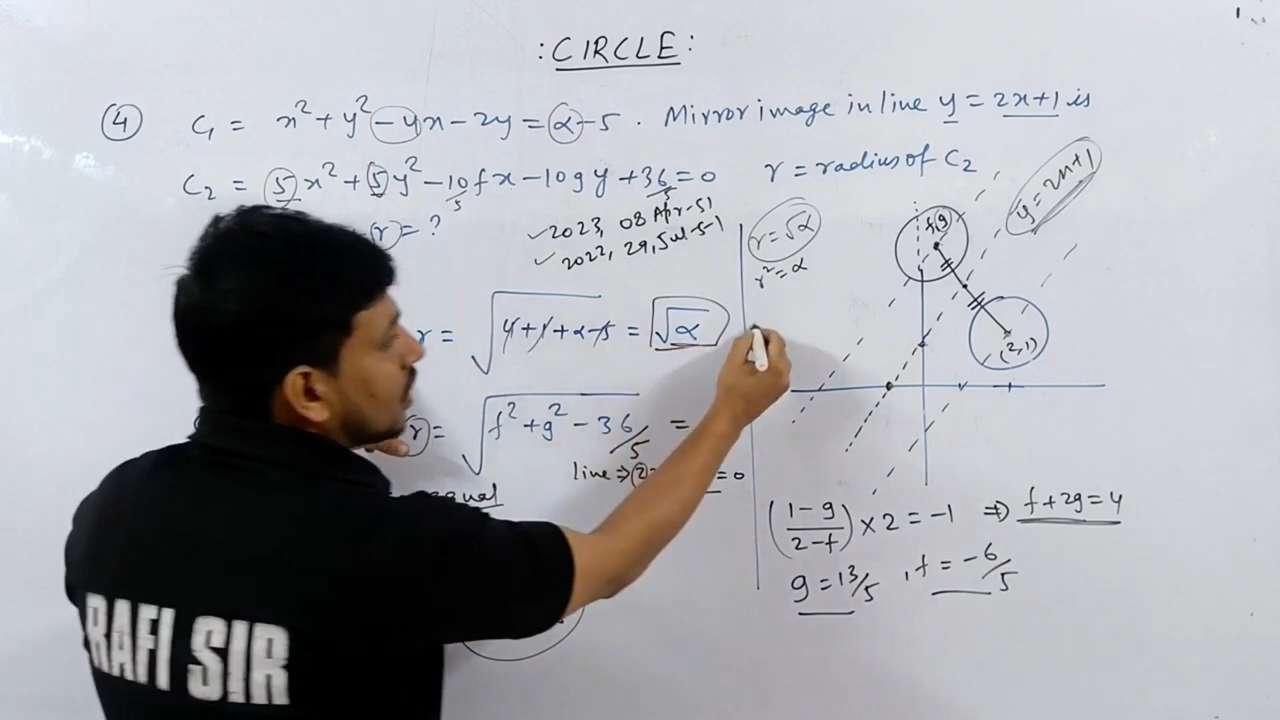 : CIRCLE :
④ C₁ = x² + y² - 4x - 2y = α - 5 . Mirror image in line y = 2x+1 is
C₂ = 5x² + 5y² - 10fx - 10gy + 36 = 0 r = radius of C₂
r = ?
✓ 2023, 08 Apr-S1
✓ 2022, 29, Jul-S-1
r = √(4+1+α-5) = √α
r = √(f² + g² - 36/5) =
line ⇒
= 0
r = √α
r² = α
f,g
(2,1)
y = 2x+1
((1-g)/(2-f)) × 2 = -1 ⇒ f + 2g = 4
g = 13/5 , f = -6/5
RAFI SIR